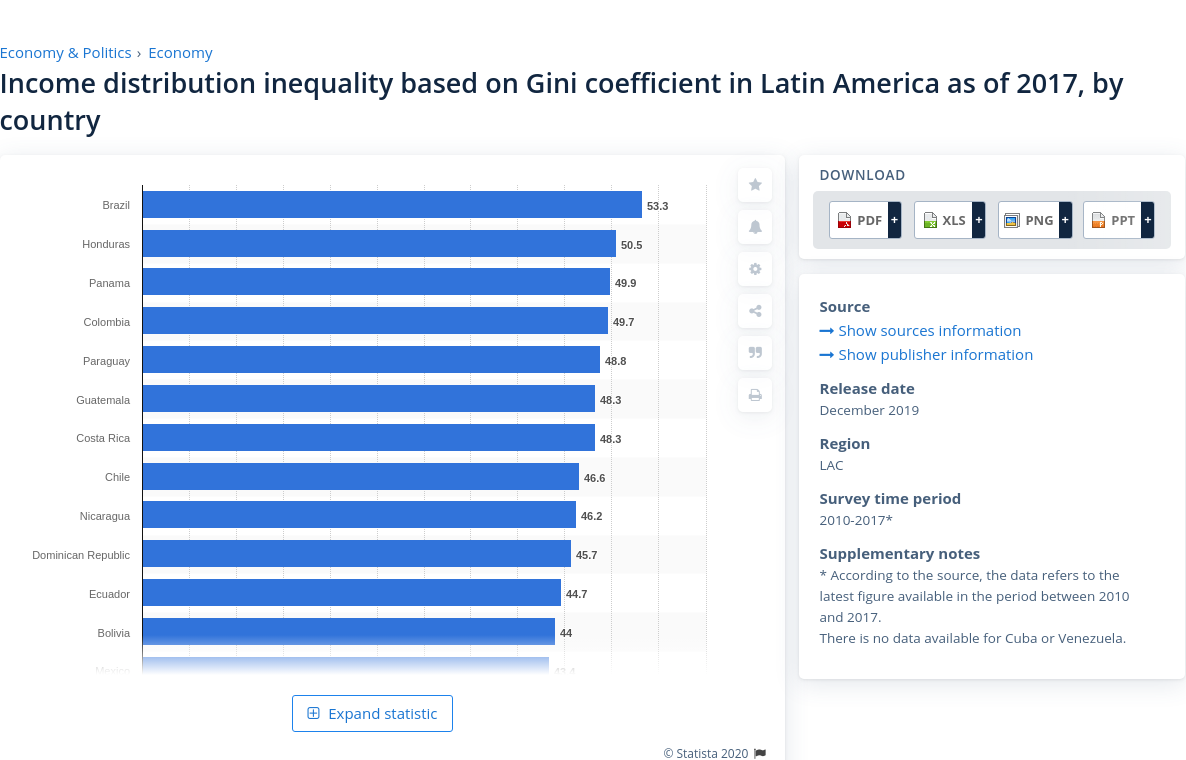 Economy & Politics › Economy
Income distribution inequality based on Gini coefficient in Latin America as of 2017, by
country
Brazil 53.3
Honduras 50.5
Panama 49.9
Colombia 49.7
Paraguay 48.8
Guatemala 48.3
Costa Rica 48.3
Chile 46.6
Nicaragua 46.2
Dominican Republic 45.7
Ecuador 44.7
Bolivia 44
Mexico 43.4
Expand statistic
© Statista 2020
DOWNLOAD
PDF + XLS + PNG + PPT +
Source
Show sources information
Show publisher information
Release date
December 2019
Region
LAC
Survey time period
2010-2017*
Supplementary notes
* According to the source, the data refers to the
latest figure available in the period between 2010
and 2017.
There is no data available for Cuba or Venezuela.